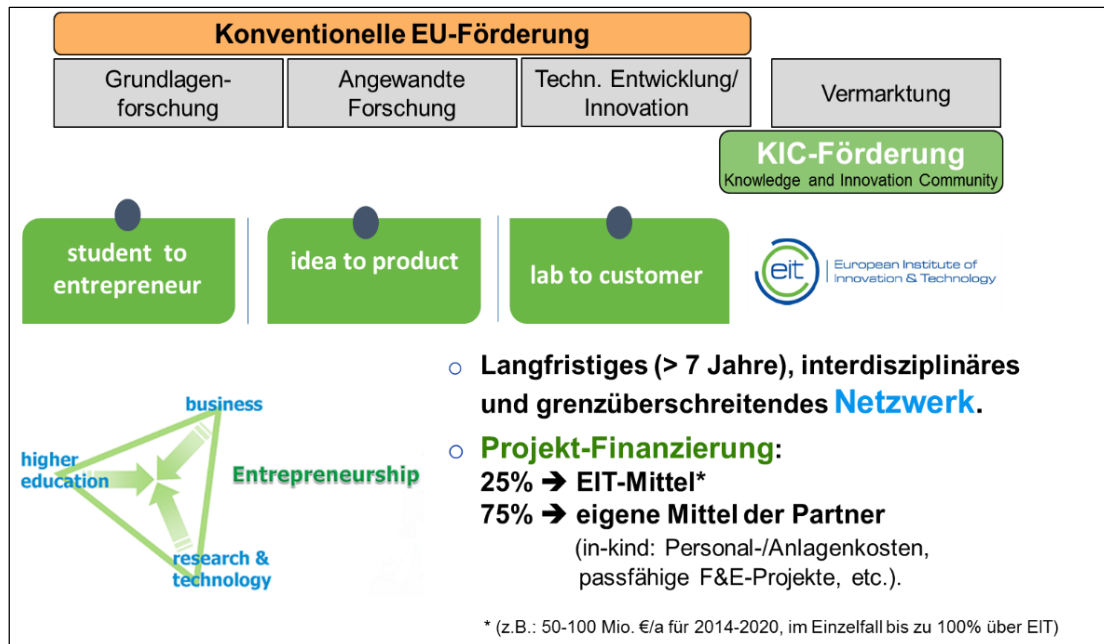 Konventionelle EU-Förderung
Grundlagen-
forschung
Angewandte
Forschung
Techn. Entwicklung/
Innovation
Vermarktung
KIC-Förderung
Knowledge and Innovation Community
student to
entrepreneur
idea to product
lab to customer
eit
European Institute of
Innovation & Technology
o Langfristiges (> 7 Jahre), interdisziplinäres
und grenzüberschreitendes Netzwerk.
o Projekt-Finanzierung:
25% ➔ EIT-Mittel*
75% ➔ eigene Mittel der Partner
(in-kind: Personal-/Anlagenkosten,
passfähige F&E-Projekte, etc.).
business
higher
education
Entrepreneurship
research &
technology
* (z.B.: 50-100 Mio. €/a für 2014-2020, im Einzelfall bis zu 100% über EIT)